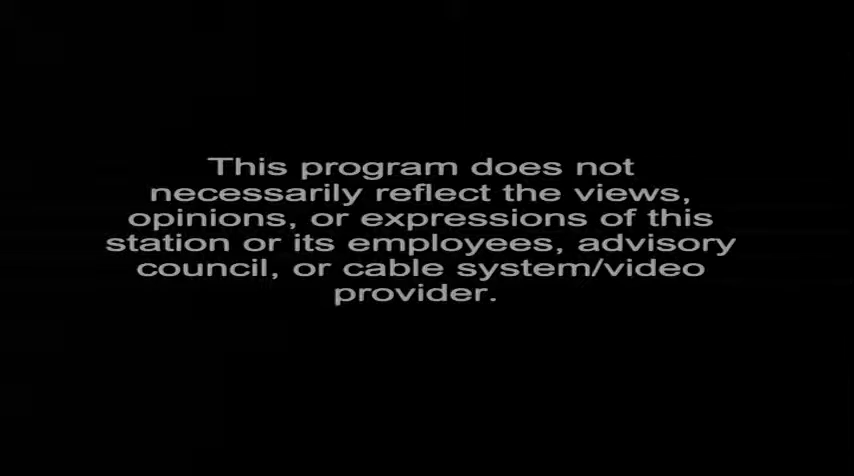 This program does not
necessarily reflect the views,
opinions, or expressions of this
station or its employees, advisory
council, or cable system/video
provider.